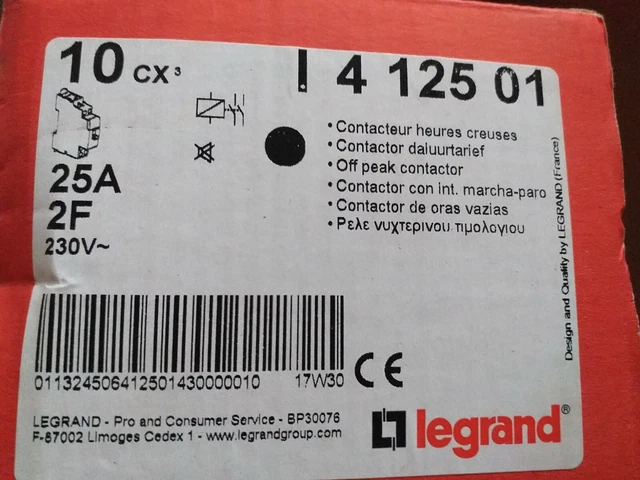 10 CX³
4 125 01
25A
2F
230V~
• Contacteur heures creuses
• Contactor daluurtarief
• Off peak contactor
• Contactor con int. marcha-paro
• Contactor de oras vazias
• Ρελε νυχτερινου τιμολογιου
Design and Quality by LEGRAND (France)
01132450641250143000001​0 17W30
CE
LEGRAND - Pro and Consumer Service - BP30076
F-87002 Limoges Cedex 1 - www.legrandgroup.com
legrand®